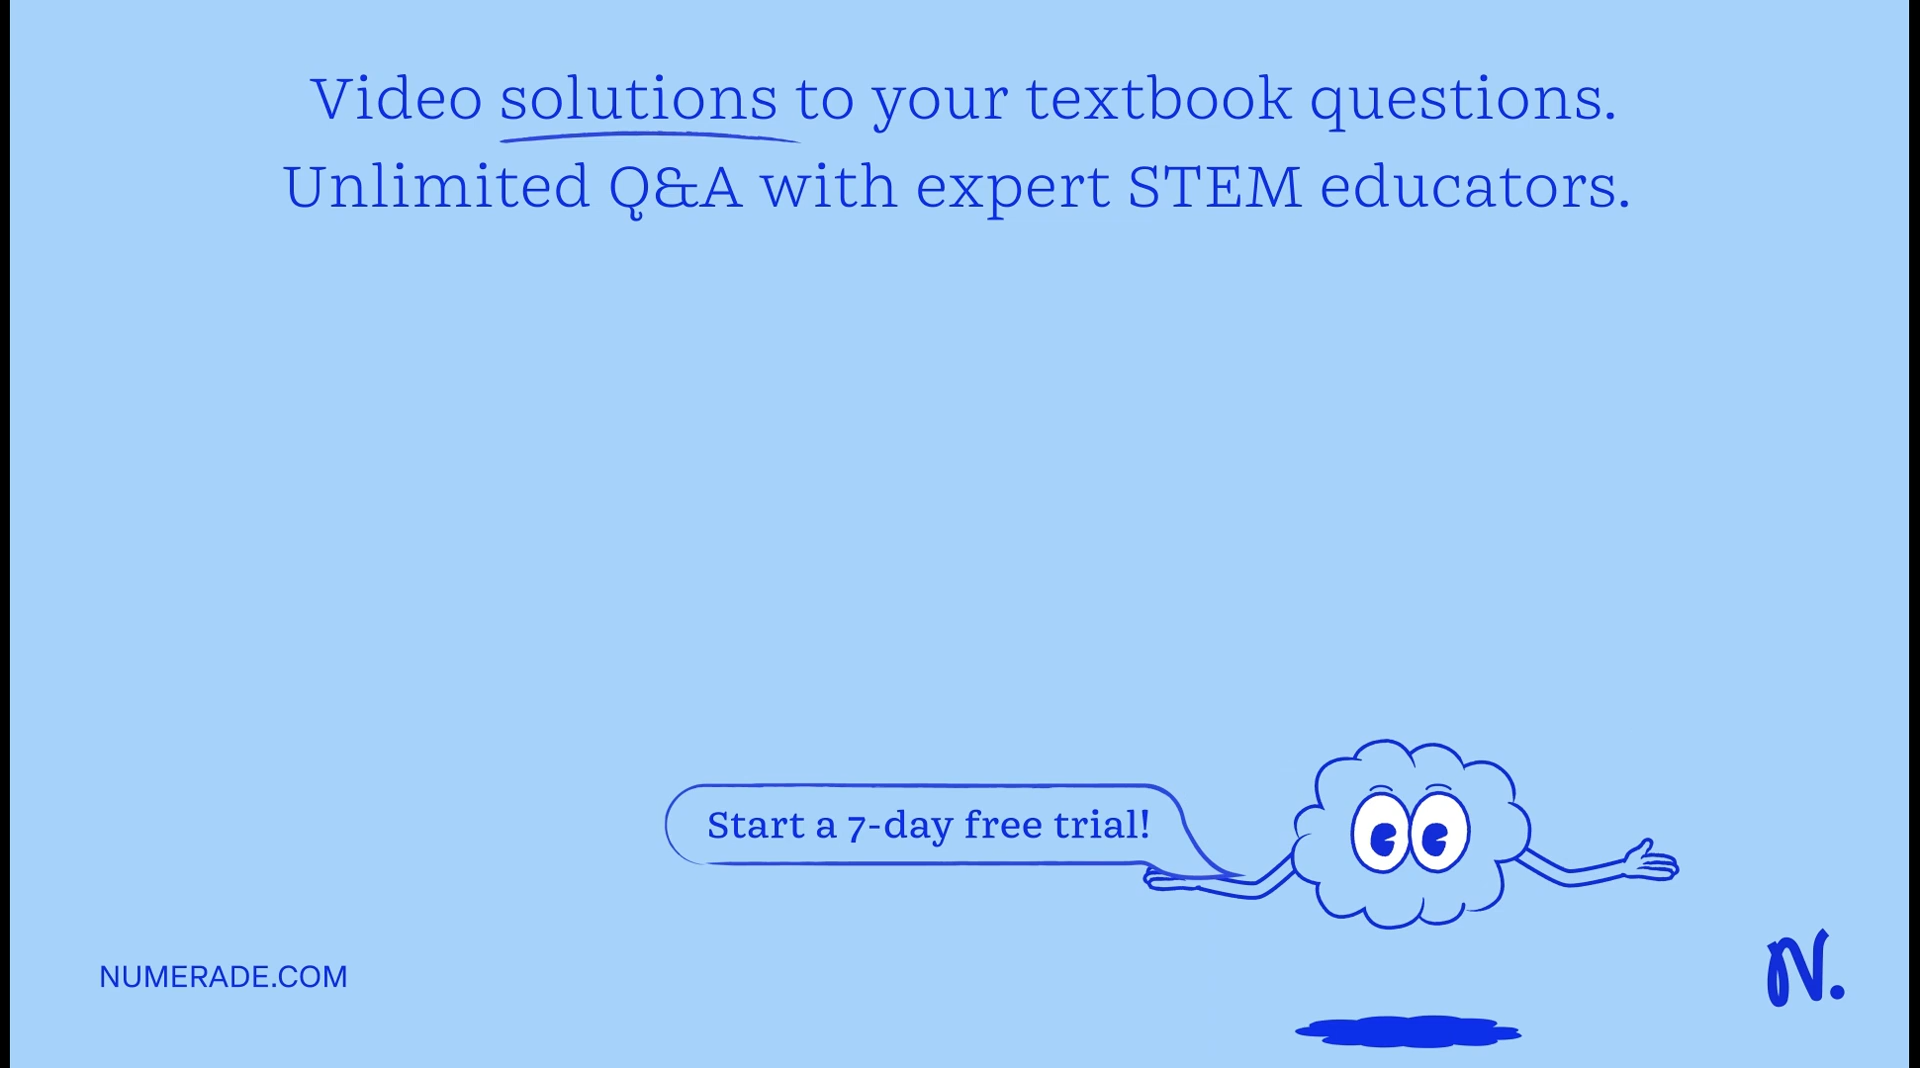 Video solutions to your textbook questions.
Unlimited Q&A with expert STEM educators.
Start a 7-day free trial!
NUMERADE.COM
N.